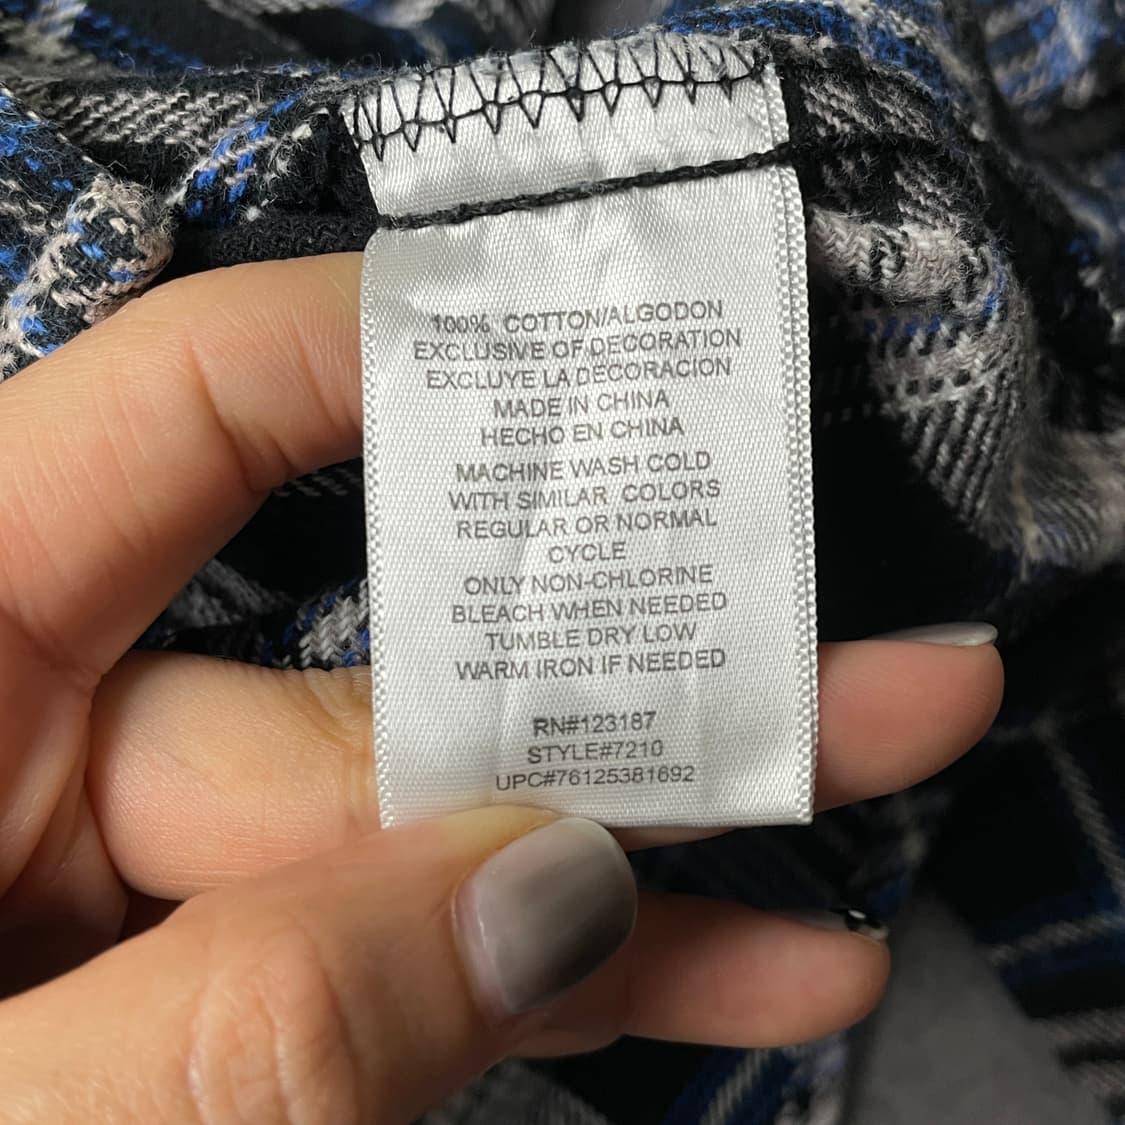 100% COTTON/ALGODON
EXCLUSIVE OF DECORATION
EXCLUYE LA DECORACION
MADE IN CHINA
HECHO EN CHINA
MACHINE WASH COLD
WITH SIMILAR COLORS
REGULAR OR NORMAL
CYCLE
ONLY NON-CHLORINE
BLEACH WHEN NEEDED
TUMBLE DRY LOW
WARM IRON IF NEEDED
RN#123187
STYLE#7210
UPC#76125381692